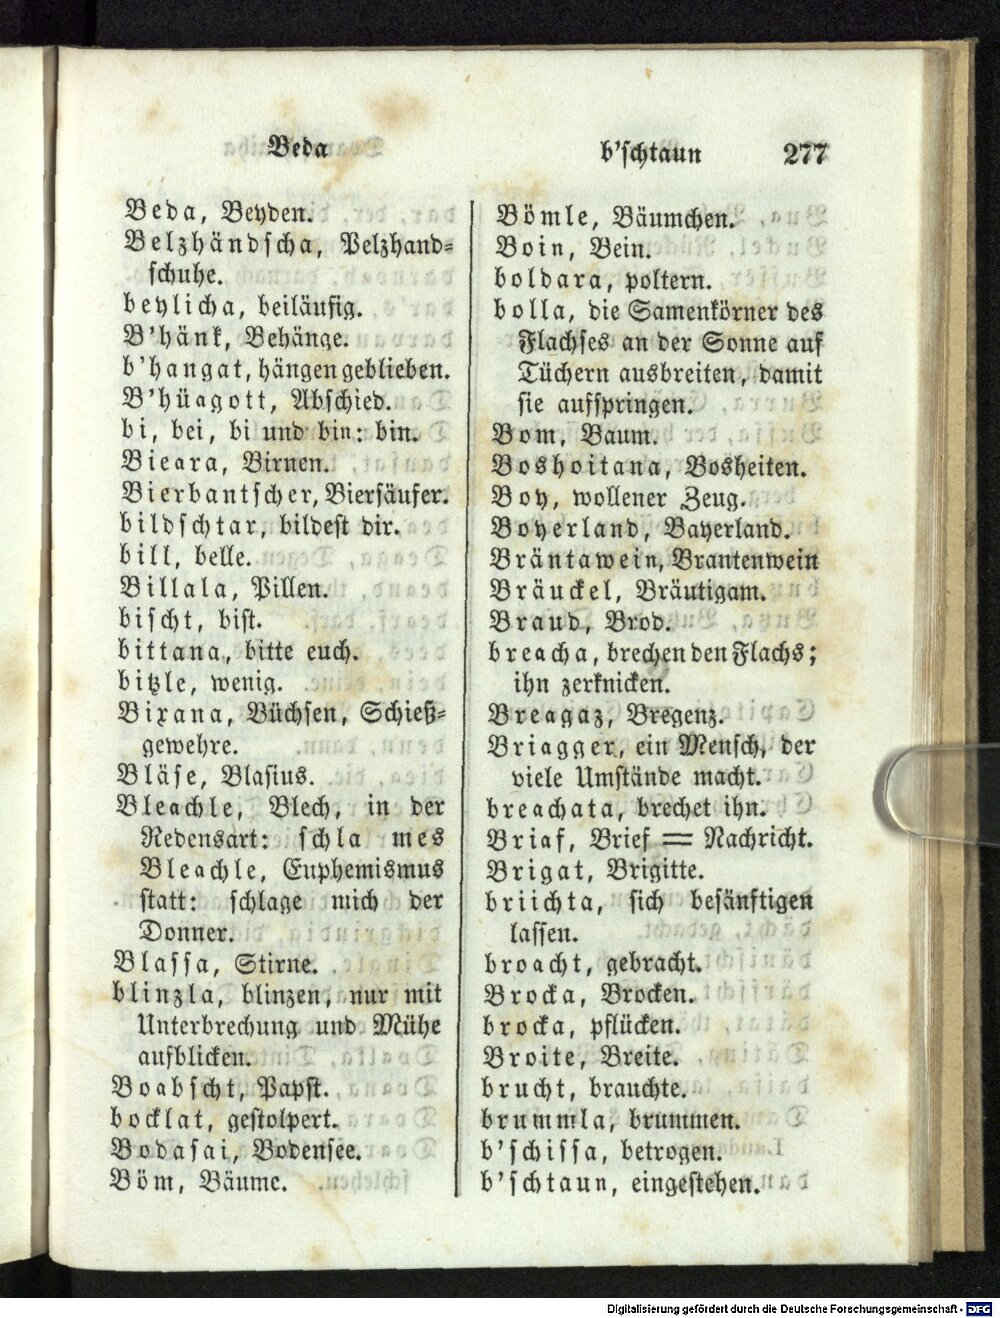 Beda
b'schtaun 277
Beda, Beyden.
Belzhändscha, Pelzhand-
schuhe.
beylicha, beiläufig.
B'hänk, Behänge.
b'hangat, hängen geblieben.
B'hüagott, Abschied.
bi, bei, bi und bin: bin.
Bieara, Birnen.
Bierbantscher, Biersäufer.
bildschtar, bildest dir.
bill, belle.
Billala, Pillen.
bischt, bist.
bittana, bitte euch.
bitzle, wenig.
Bixana, Büchsen, Schieß-
gewehre.
Bläse, Blasius.
Bleachle, Blech, in der
Redensart: schla mes
Bleachle, Euphemismus
statt: schlage mich der
Donner.
Blassa, Stirne.
blinzla, blinzen, nur mit
Unterbrechung und Mühe
aufblicken.
Boabscht, Papst.
bocklat, gestolpert.
Bodasai, Bodensee.
Böm, Bäume.
Bömle, Bäumchen.
Boin, Bein.
boldara, poltern.
bolla, die Samenkörner des
Flachses an der Sonne auf
Tüchern ausbreiten, damit
sie aufspringen.
Bom, Baum.
Boshoitana, Bosheiten.
Boy, wollener Zeug.
Boyerland, Bayerland.
Bräntawein, Brantenwein
Bräuckel, Bräutigam.
Braud, Brod.
breacha, brechen den Flachs;
ihn zerknicken.
Breagaz, Bregenz.
Briagger, ein Mensch, der
viele Umstände macht.
breachata, brechet ihn.
Briaf, Brief = Nachricht.
Brigat, Brigitte.
briichta, sich besänftigen
lassen.
broacht, gebracht.
Brocka, Brocken.
brocka, pflücken.
Broite, Breite.
brucht, brauchte.
brummla, brummen.
b'schissa, betrogen.
b'schtaun, eingestehen.
Digitalisierung gefördert durch die Deutsche Forschungsgemeinschaft - DFG